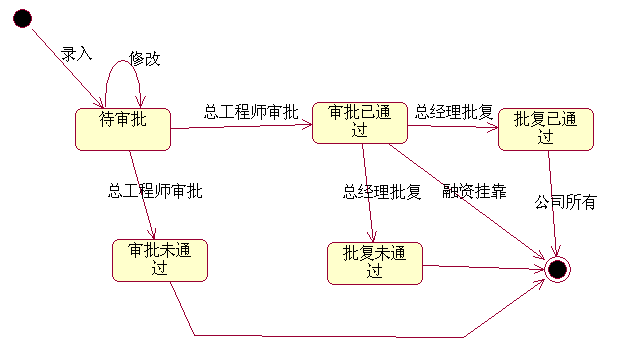 录入
修改
待审批
总工程师审批
审批已通
过
总经理批复
批复已通
过
总工程师审批
总经理批复
融资挂靠
公司所有
审批未通
过
批复未通
过